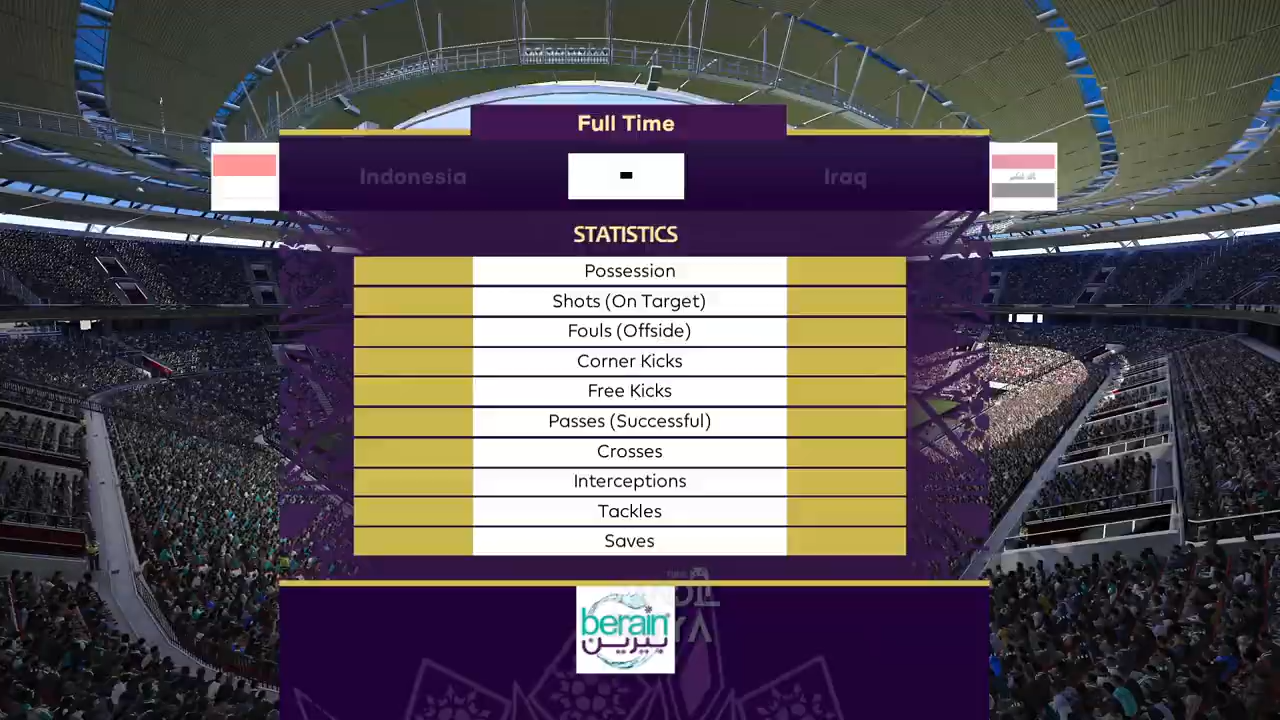 Full Time
Indonesia
-
Iraq
STATISTICS
Possession
Shots (On Target)
Fouls (Offside)
Corner Kicks
Free Kicks
Passes (Successful)
Crosses
Interceptions
Tackles
Saves
berain
بيرين